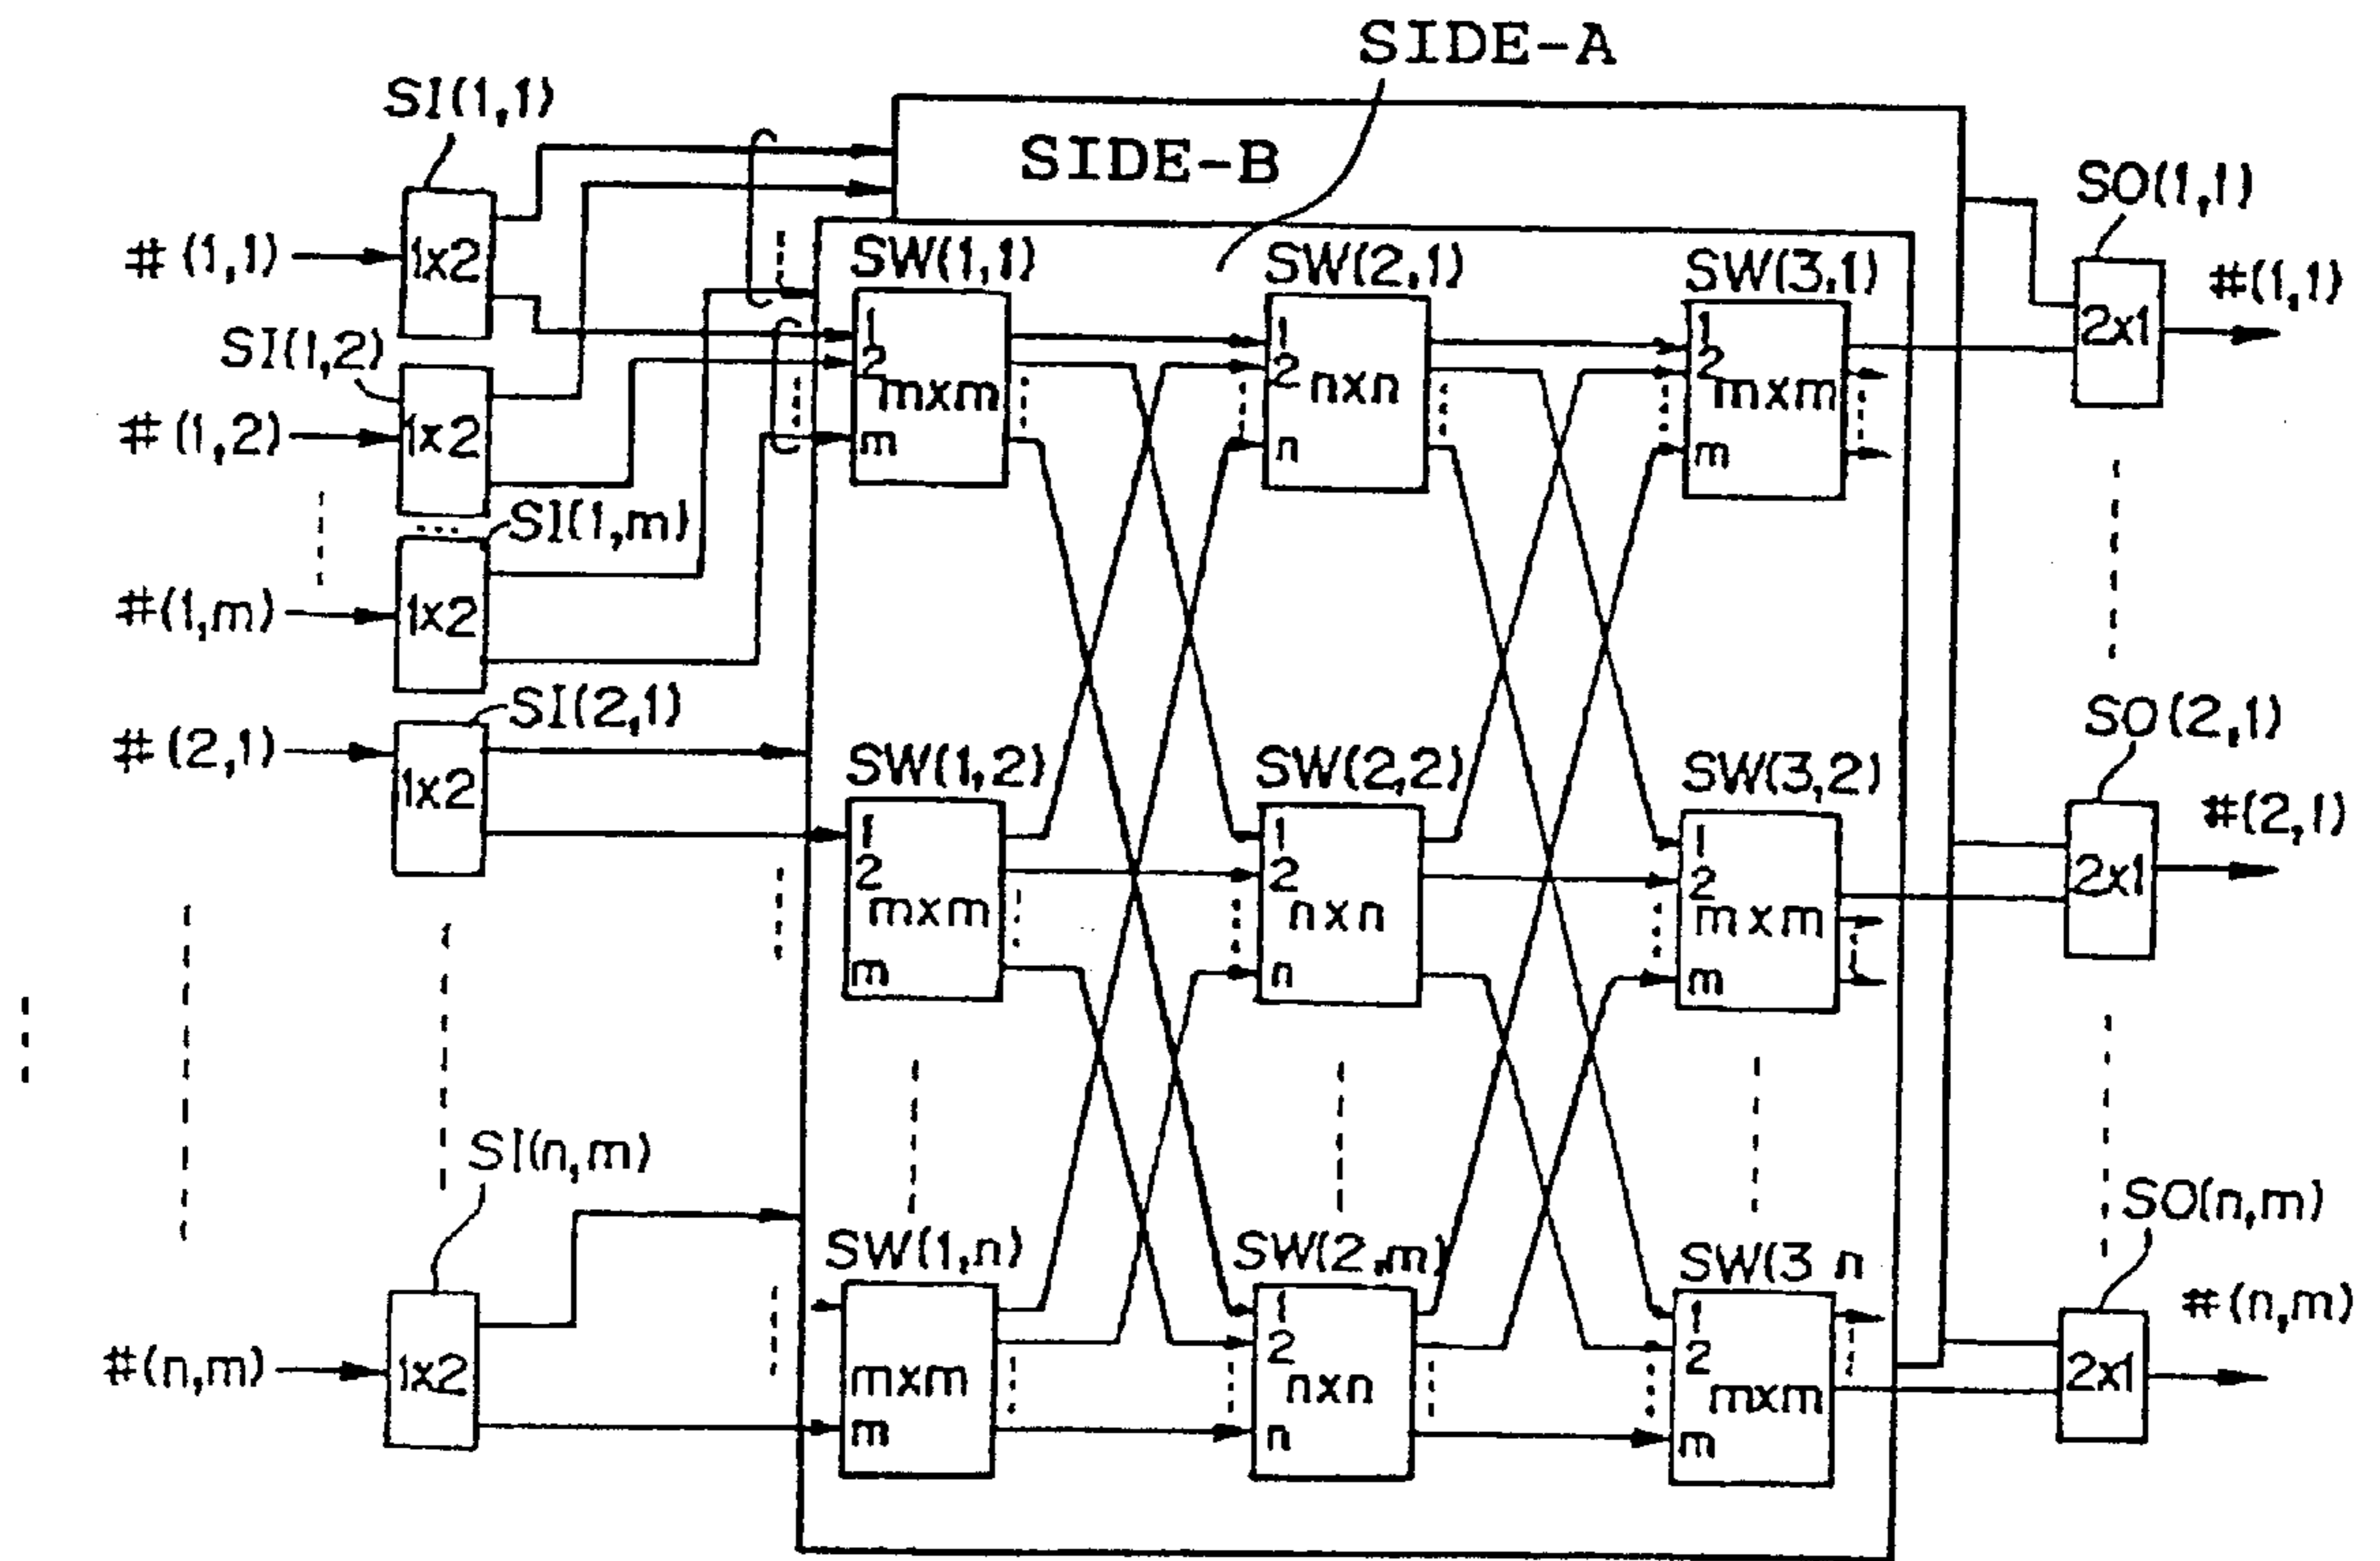 SIDE-A
SIDE-B
SI(1,1)
#(1,1)
1x2
SI(1,2)
#(1,2)
1x2
SI(1,m)
#(1,m)
1x2
SI(2,1)
#(2,1)
1x2
SI(n,m)
#(n,m)
1x2
SW(1,1)
1
2
mxm
m
SW(2,1)
1
2
nxn
n
SW(3,1)
1
2
mxm
m
SW(1,2)
1
2
mxm
m
SW(2,2)
1
2
nxn
n
SW(3,2)
1
2
mxm
m
SW(1,n)
mxm
m
SW(2,m)
1
2
nxn
n
SW(3 n
1
2
mxm
m
SO(1,1)
#(1,1)
2x1
SO(2,1)
#(2,1)
2x1
SO(n,m)
#(n,m)
2x1